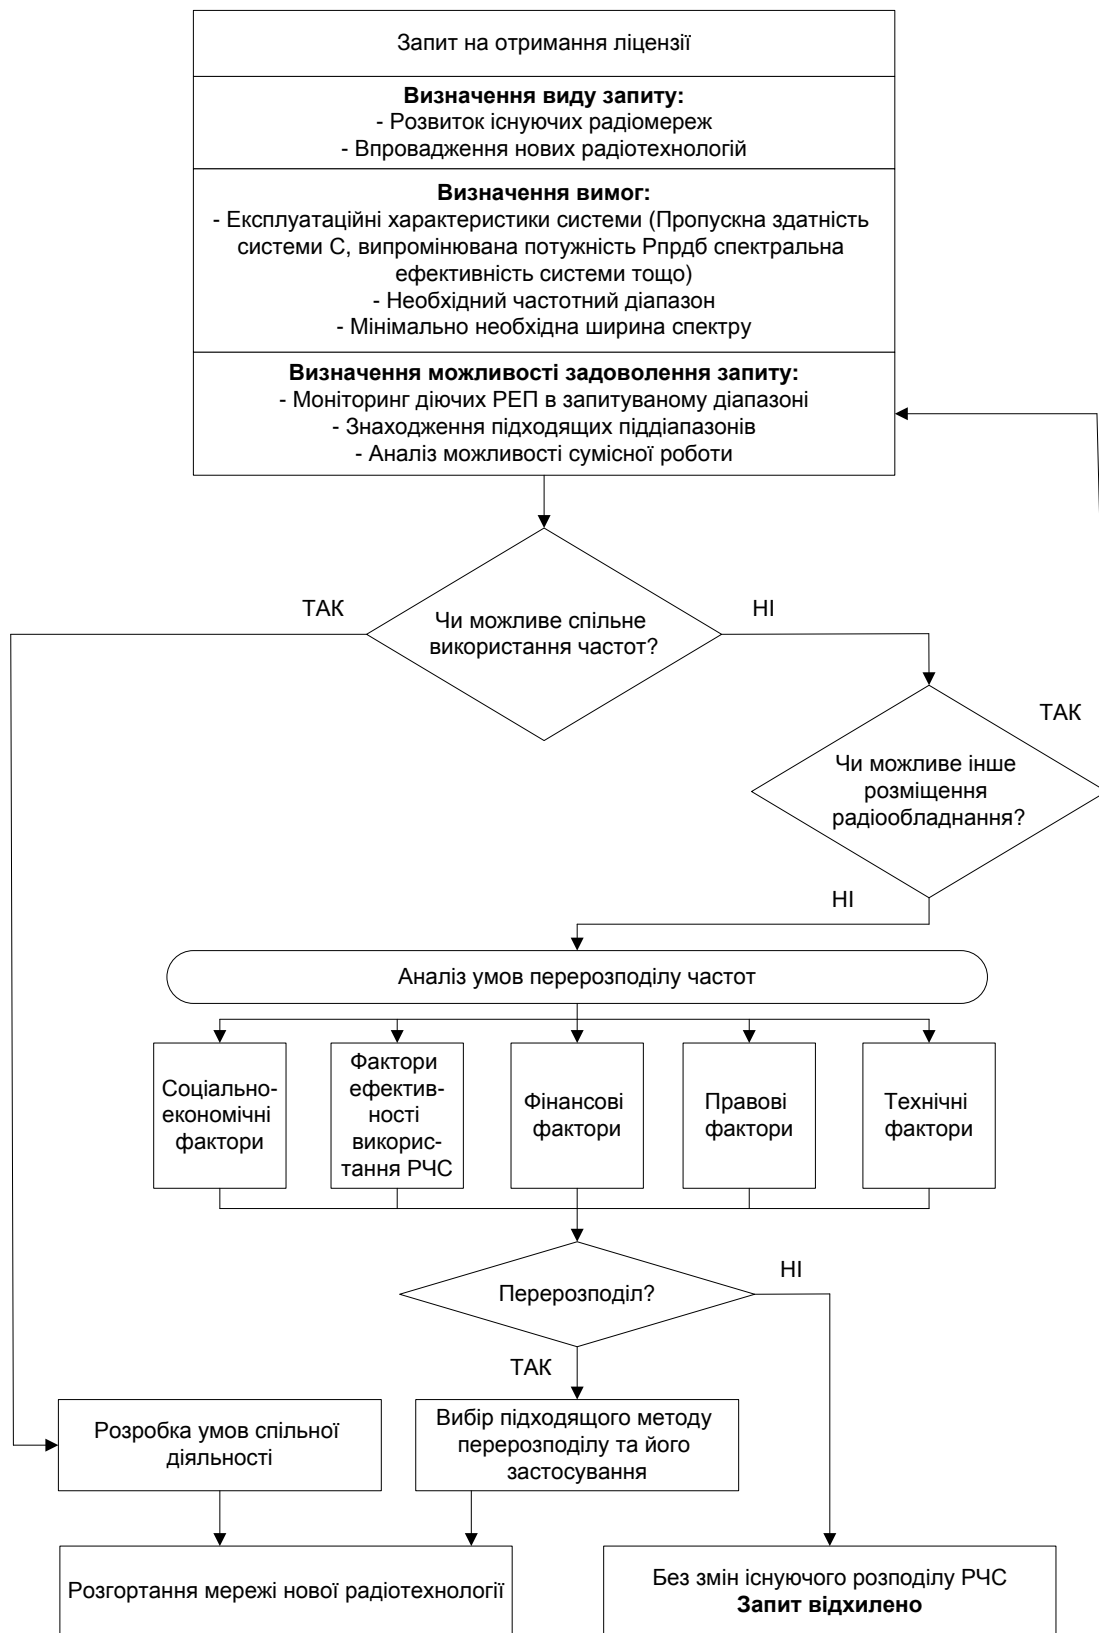 Запит на отримання ліцензії
Визначення виду запиту:
- Розвиток існуючих радіомереж
- Впровадження нових радіотехнологій
Визначення вимог:
- Експлуатаційні характеристики системи (Пропускна здатність
системи С, випромінювана потужність Рпрдб спектральна
ефективність системи тощо)
- Необхідний частотний діапазон
- Мінімально необхідна ширина спектру
Визначення можливості задоволення запиту:
- Моніторинг діючих РЕП в запитуваному діапазоні
- Знаходження підходящих піддіапазонів
- Аналіз можливості сумісної роботи
ТАК
Чи можливе спільне
використання частот?
НІ
ТАК
Чи можливе інше
розміщення
радіообладнання?
НІ
Аналіз умов перерозподілу частот
Соціально-
економічні
фактори
Фактори
ефектив-
ності
викорис-
тання РЧС
Фінансові
фактори
Правові
фактори
Технічні
фактори
Перерозподіл?
НІ
ТАК
Розробка умов спільної
діяльності
Вибір підходящого методу
перерозподілу та його
застосування
Розгортання мережі нової радіотехнології
Без змін існуючого розподілу РЧС
Запит відхилено